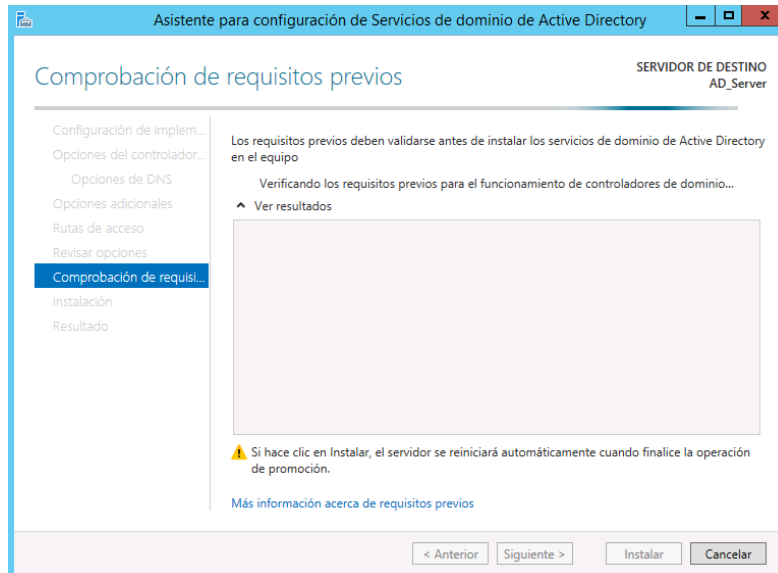 Asistente para configuración de Servicios de dominio de Active Directory
Comprobación de requisitos previos
SERVIDOR DE DESTINO
AD_Server
Configuración de implem...
Opciones del controlador...
Opciones de DNS
Opciones adicionales
Rutas de acceso
Revisar opciones
Comprobación de requisi...
Instalación
Resultado
Los requisitos previos deben validarse antes de instalar los servicios de dominio de Active Directory
en el equipo
Verificando los requisitos previos para el funcionamiento de controladores de dominio...
Ver resultados
Si hace clic en Instalar, el servidor se reiniciará automáticamente cuando finalice la operación
de promoción.
Más información acerca de requisitos previos
< Anterior Siguiente > Instalar Cancelar